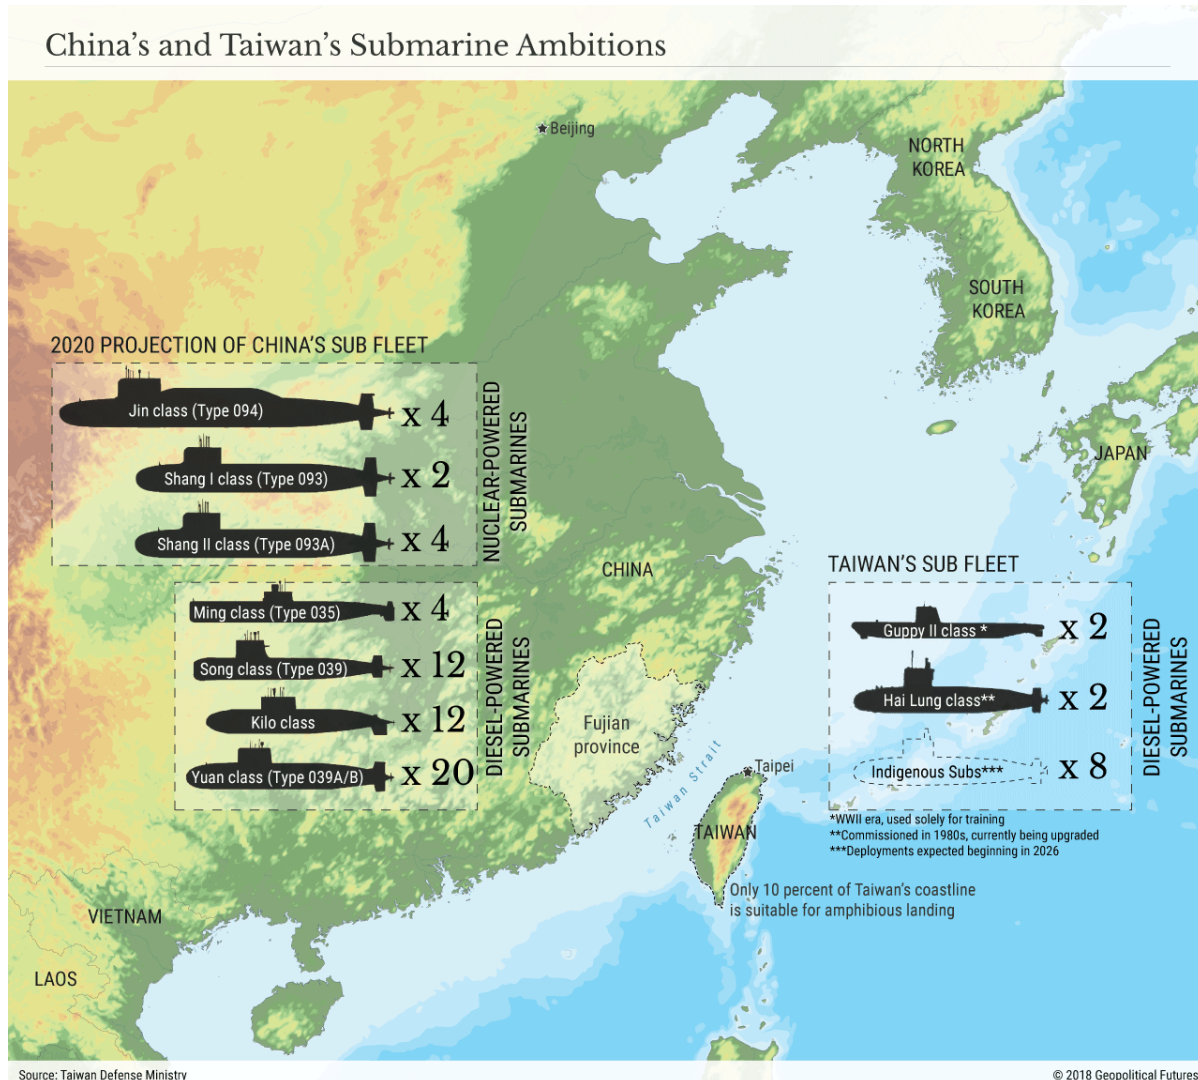 China's and Taiwan's Submarine Ambitions
Beijing
NORTH
KOREA
SOUTH
KOREA
JAPAN
2020 PROJECTION OF CHINA'S SUB FLEET
Jin class (Type 094)
x 4
Shang I class (Type 093)
x 2
Shang II class (Type 093A)
x 4
NUCLEAR-POWERED
SUBMARINES
Ming class (Type 035)
x 4
Song class (Type 039)
x 12
Kilo class
x 12
Yuan class (Type 039A/B)
x 20
DIESEL-POWERED
SUBMARINES
CHINA
Fujian
province
Taiwan Strait
Taipei
TAIWAN
TAIWAN'S SUB FLEET
Guppy II class *
x 2
Hai Lung class**
x 2
Indigenous Subs***
x 8
DIESEL-POWERED
SUBMARINES
*WWII era, used solely for training
**Commissioned in 1980s, currently being upgraded
***Deployments expected beginning in 2026
Only 10 percent of Taiwan's coastline
is suitable for amphibious landing
VIETNAM
LAOS
Source: Taiwan Defense Ministry
© 2018 Geopolitical Futures